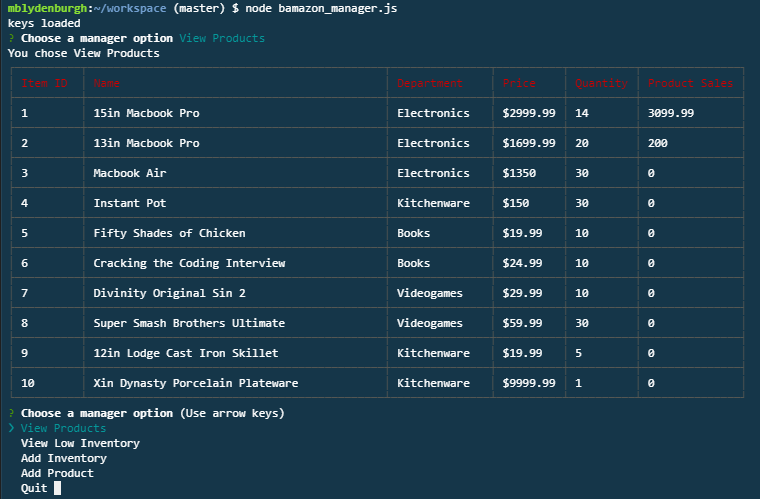 mblydenburgh:~/workspace (master) $ node bamazon_manager.js
keys loaded
? Choose a manager option View Products
You chose View Products
Item ID Name Department Price Quantity Product Sales
1 15in Macbook Pro Electronics $2999.99 14 3099.99
2 13in Macbook Pro Electronics $1699.99 20 200
3 Macbook Air Electronics $1350 30 0
4 Instant Pot Kitchenware $150 30 0
5 Fifty Shades of Chicken Books $19.99 10 0
6 Cracking the Coding Interview Books $24.99 10 0
7 Divinity Original Sin 2 Videogames $29.99 10 0
8 Super Smash Brothers Ultimate Videogames $59.99 30 0
9 12in Lodge Cast Iron Skillet Kitchenware $19.99 5 0
10 Xin Dynasty Porcelain Plateware Kitchenware $9999.99 1 0
? Choose a manager option (Use arrow keys)
❯ View Products
View Low Inventory
Add Inventory
Add Product
Quit